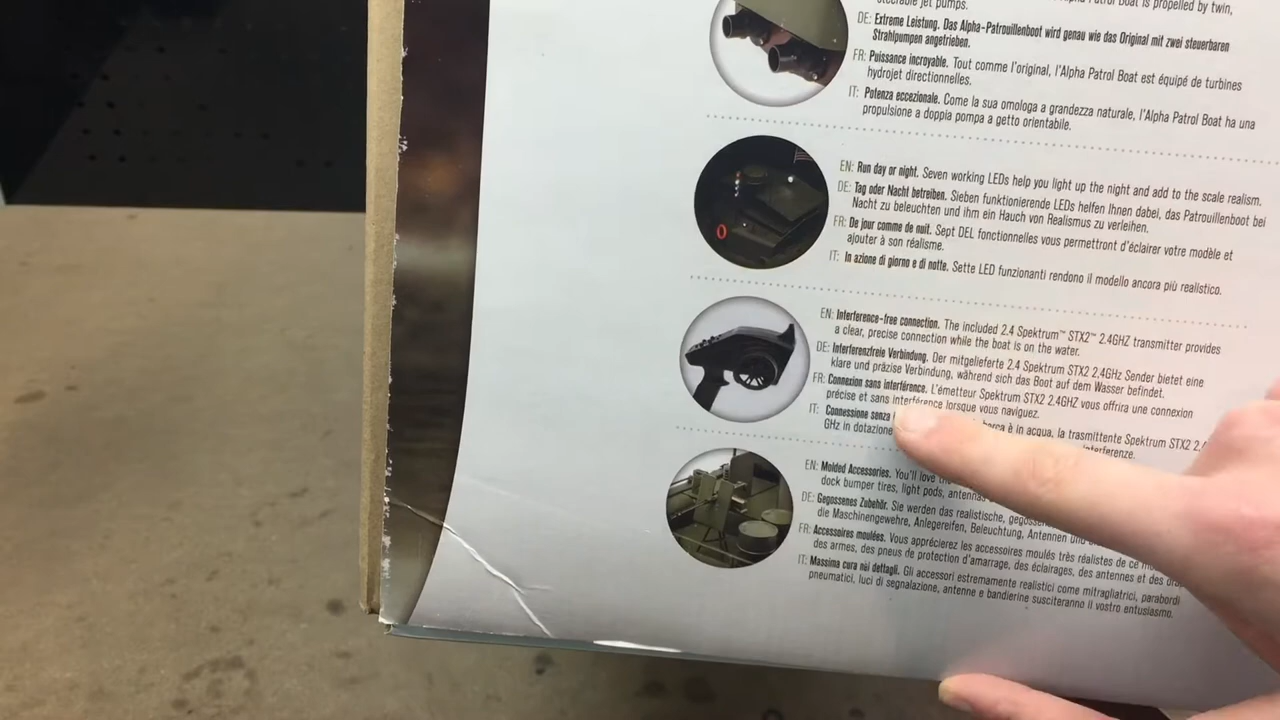 steerable jet pumps.
Patrol Boat is propelled by twin,
DE: Extreme Leistung. Das Alpha-Patrouillenboot wird genau wie das Original mit zwei steuerbaren
Strahlpumpen angetrieben.
FR: Puissance incroyable. Tout comme l'original, l'Alpha Patrol Boat est équipé de turbines
hydrojet directionnelles.
IT: Potenza eccezionale. Come la sua omologa a grandezza naturale, l'Alpha Patrol Boat ha una
propulsione a doppia pompa a getto orientabile.
EN: Run day or night. Seven working LEDs help you light up the night and add to the scale realism.
DE: Tag oder Nacht betreiben. Sieben funktionierende LEDs helfen Ihnen dabei, das Patrouillenboot bei
Nacht zu beleuchten und ihm ein Hauch von Realismus zu verleihen.
FR: De jour comme de nuit. Sept DEL fonctionnelles vous permettront d'éclairer votre modèle et
ajouter à son réalisme.
IT: In azione di giorno e di notte. Sette LED funzionanti rendono il modello ancora più realistico.
EN: Interference-free connection. The included 2.4 Spektrum™ STX2™ 2.4GHZ transmitter provides
a clear, precise connection while the boat is on the water.
DE: Interferenzfreie Verbindung. Der mitgelieferte 2.4 Spektrum STX2 2,4GHz Sender bietet eine
klare und präzise Verbindung, während sich das Boot auf dem Wasser befindet.
FR: Connexion sans interférence. L'émetteur Spektrum STX2 2.4GHZ vous offrira une connexion
précise et sans interférence lorsque vous naviguez.
IT: Connessione senza barca è in acqua, la trasmittente Spektrum STX2 2,4
GHz in dotazione interferenze.
EN: Molded Accessories. You'll love
dock bumper tires, light pods, antennas
DE: Gegossenes Zubehör. Sie werden das realistische,
die Maschinengewehre, Anlegereifen, Beleuchtung, Antennen und
FR: Accessoires moulées. Vous apprécierez les accessoires moulés très réalistes de ce
des armes, des pneus de protection d'amarrage, des éclairages, des antennes et des
IT: Massima cura nei dettagli. Gli accessori estremamente realistici come mitragliatrici, parabordi
pneumatici, luci di segnalazione, antenne e bandierine susciteranno il vostro entusiasmo.